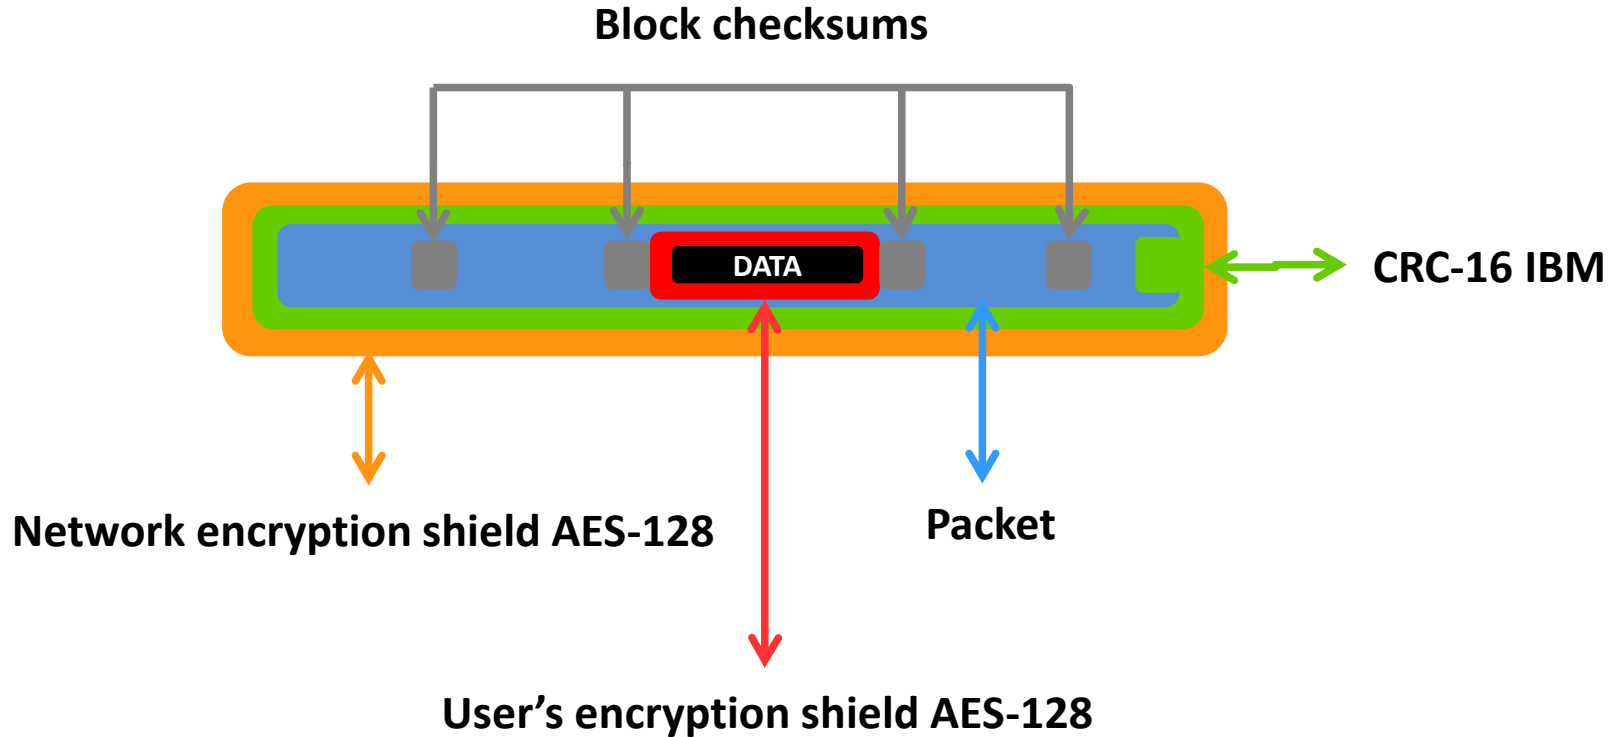 Block checksums
DATA
CRC-16 IBM
Network encryption shield AES-128
Packet
User’s encryption shield AES-128